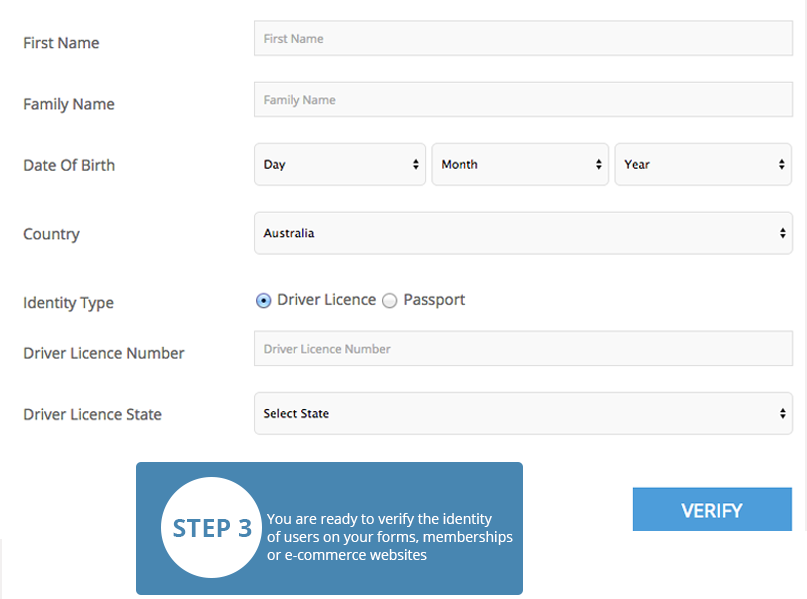 First Name First Name
Family Name Family Name
Date Of Birth Day Month Year
Country Australia
Identity Type Driver Licence Passport
Driver Licence Number Driver Licence Number
Driver Licence State Select State
VERIFY
STEP 3
You are ready to verify the identity
of users on your forms, memberships
or e-commerce websites